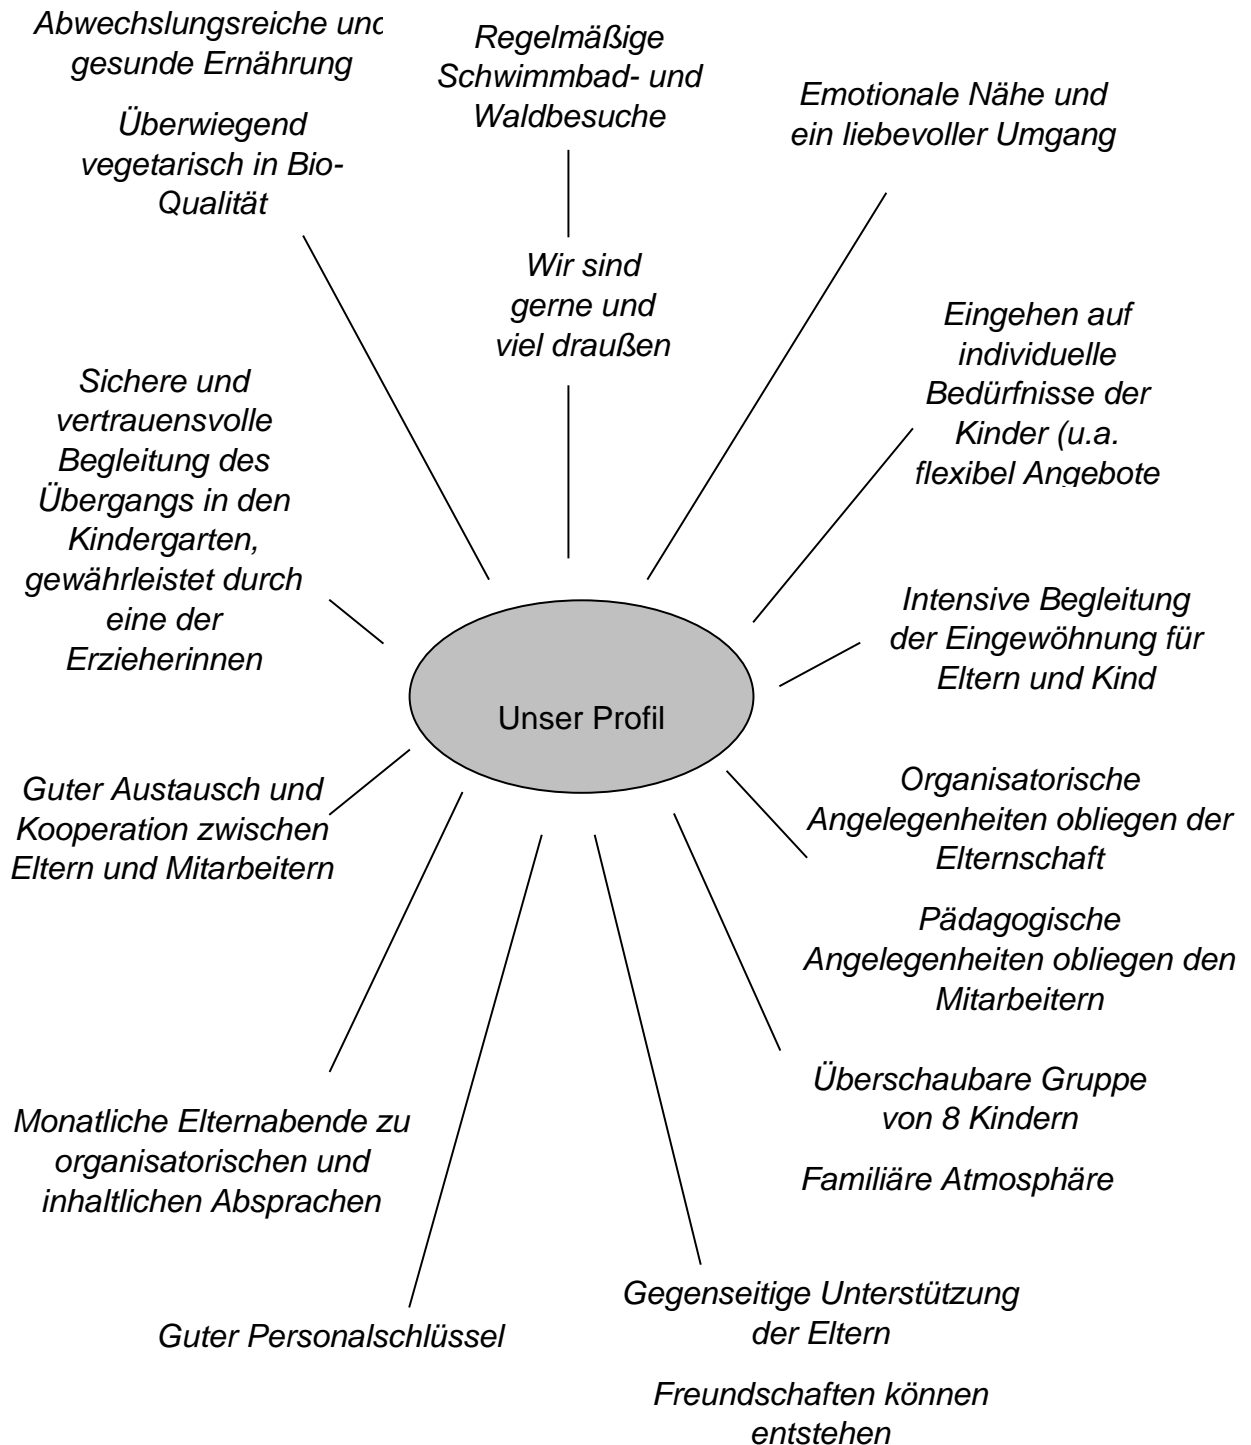 Abwechslungsreiche und
gesunde Ernährung
Überwiegend
vegetarisch in Bio-
Qualität
Regelmäßige
Schwimmbad- und
Waldbesuche
Wir sind
gerne und
viel draußen
Emotionale Nähe und
ein liebevoller Umgang
Eingehen auf
individuelle
Bedürfnisse der
Kinder (u.a.
flexibel Angebote
Sichere und
vertrauensvolle
Begleitung des
Übergangs in den
Kindergarten,
gewährleistet durch
eine der
Erzieherinnen
Intensive Begleitung
der Eingewöhnung für
Eltern und Kind
Unser Profil
Guter Austausch und
Kooperation zwischen
Eltern und Mitarbeitern
Organisatorische
Angelegenheiten obliegen der
Elternschaft
Pädagogische
Angelegenheiten obliegen den
Mitarbeitern
Überschaubare Gruppe
von 8 Kindern
Familiäre Atmosphäre
Monatliche Elternabende zu
organisatorischen und
inhaltlichen Absprachen
Guter Personalschlüssel
Gegenseitige Unterstützung
der Eltern
Freundschaften können
entstehen